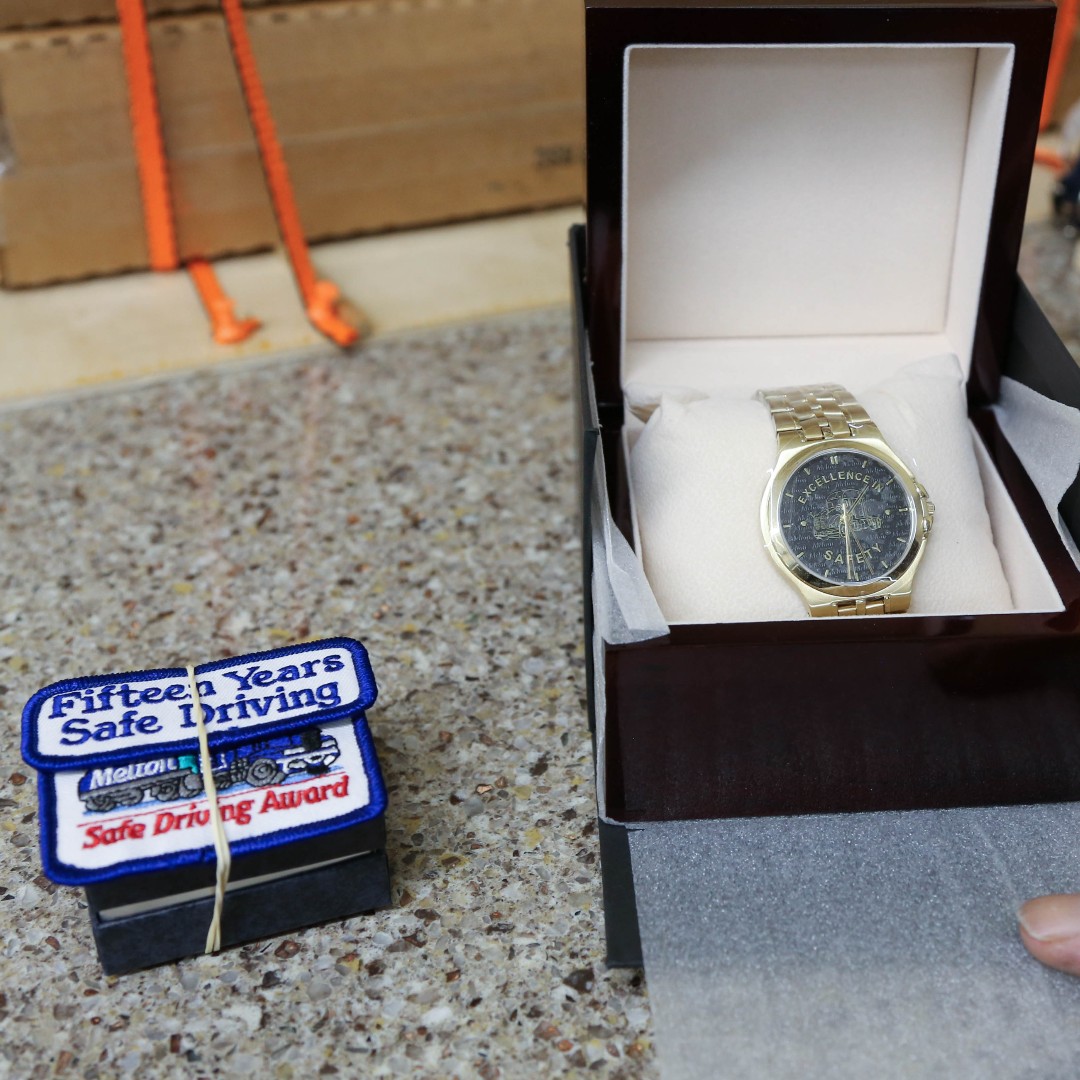 EXCELLENCE IN
SAFETY
Fifteen Years
Safe Driving
Melton
Safe Driving Award